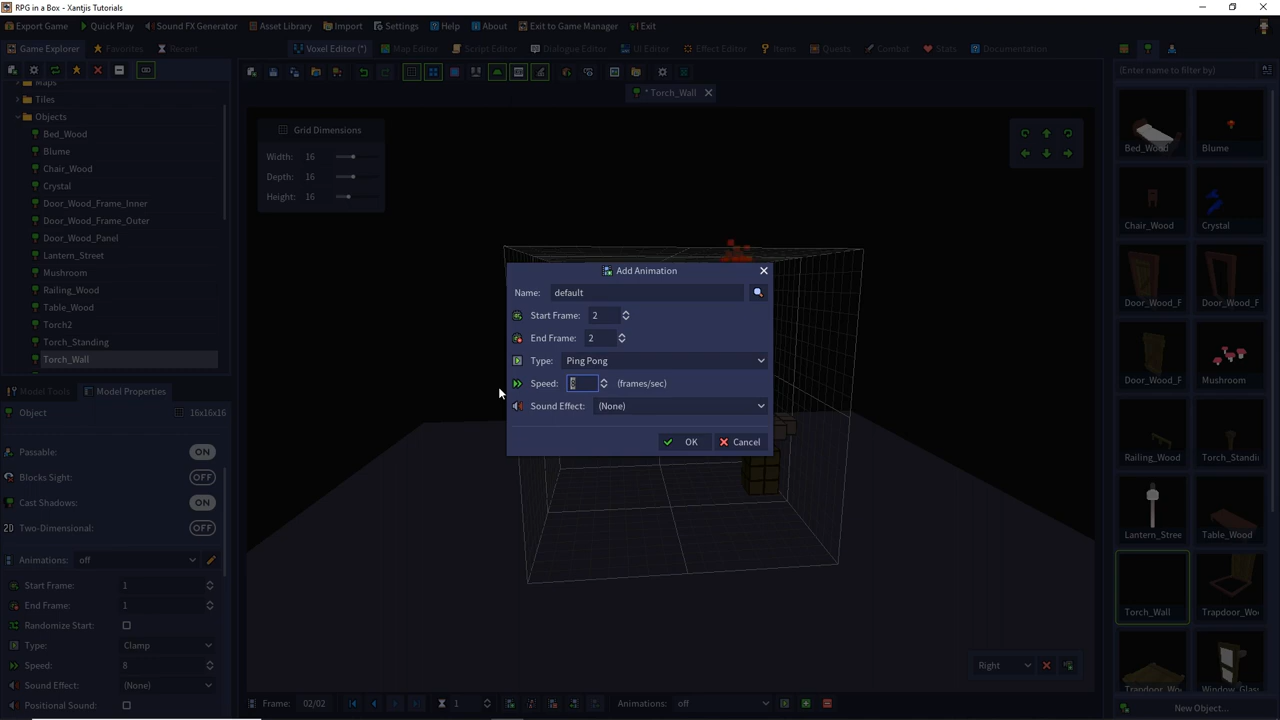 RPG in a Box — Xantjis Tutorials
Export Game
Quick Play
Sound FX Generator
Asset Library
Import
Settings
Help
About
Exit to Game Manager
Exit
Game Explorer
Favorites
Recent
Voxel Editor (*)
Map Editor
Script Editor
Dialogue Editor
UI Editor
Effect Editor
Items
Quests
Combat
Stats
Documentation
* Torch_Wall
(Enter name to filter by)
Maps
Tiles
Objects
Bed_Wood
Blume
Chair_Wood
Crystal
Door_Wood_Frame_Inner
Door_Wood_Frame_Outer
Door_Wood_Panel
Lantern_Street
Mushroom
Railing_Wood
Table_Wood
Torch2
Torch_Standing
Torch_Wall
Grid Dimensions
Width: 16
Depth: 16
Height: 16
Add Animation
Name: default
Start Frame: 2
End Frame: 2
Type: Ping Pong
Speed: 8 (frames/sec)
Sound Effect: (None)
OK
Cancel
Model Tools
Model Properties
Object 16x16x16
Passable: ON
Blocks Sight: OFF
Cast Shadows: ON
2D Two-Dimensional: OFF
Animations: off
Start Frame: 1
End Frame: 1
Randomize Start:
Type: Clamp
Speed: 8
Sound Effect: (None)
Positional Sound:
Right
Frame: 02/02
1
Animations: off
Bed_Wood
Blume
Chair_Wood
Crystal
Door_Wood_F
Door_Wood_F
Door_Wood_F
Mushroom
Railing_Wood
Torch_Standi
Lantern_Stree
Table_Wood
Torch_Wall
Trapdoor_Wo
Trapdoor_Wo
Window_Glass
New Object...